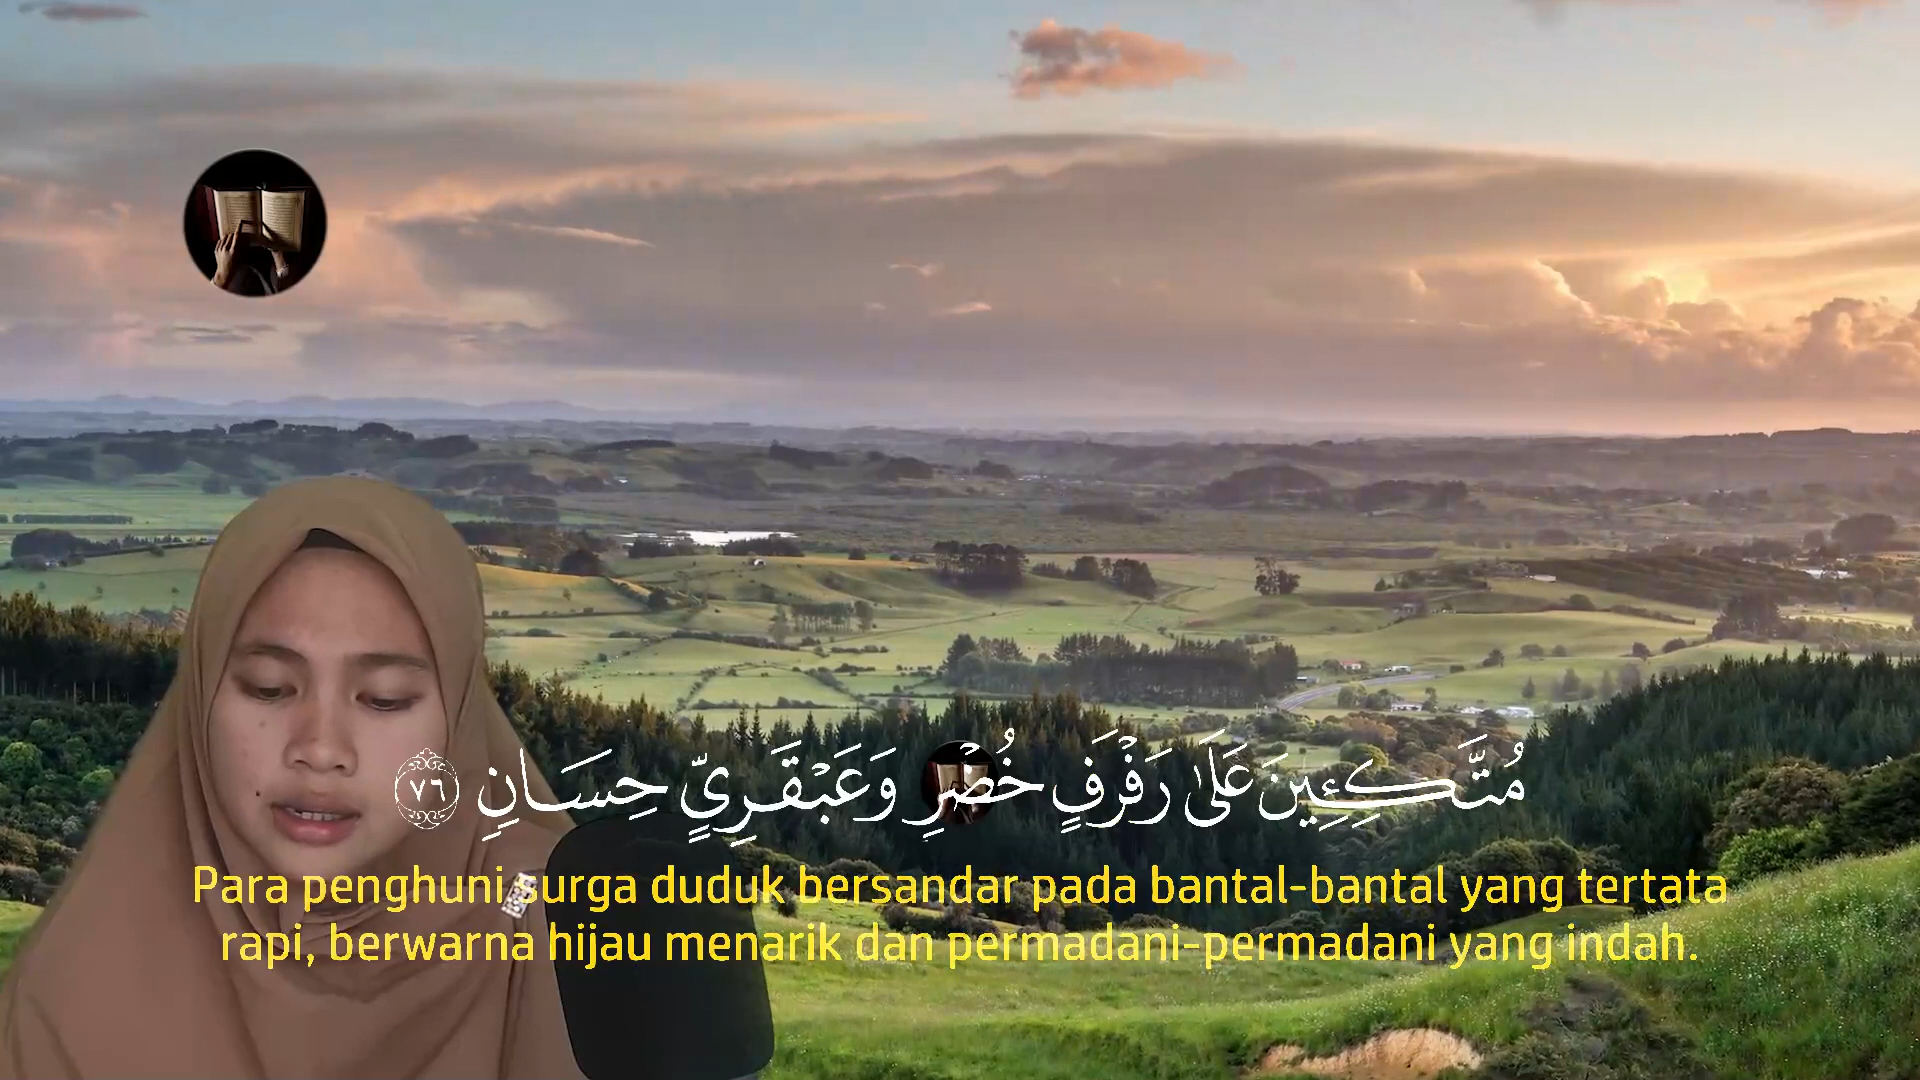 مُتَّكِـِٔينَ عَلَىٰ رَفْرَفٍ خُضْرٍ وَعَبْقَرِيٍّ حِسَانٍ ٧٦
Para penghuni surga duduk bersandar pada bantal-bantal yang tertata
rapi, berwarna hijau menarik dan permadani-permadani yang indah.